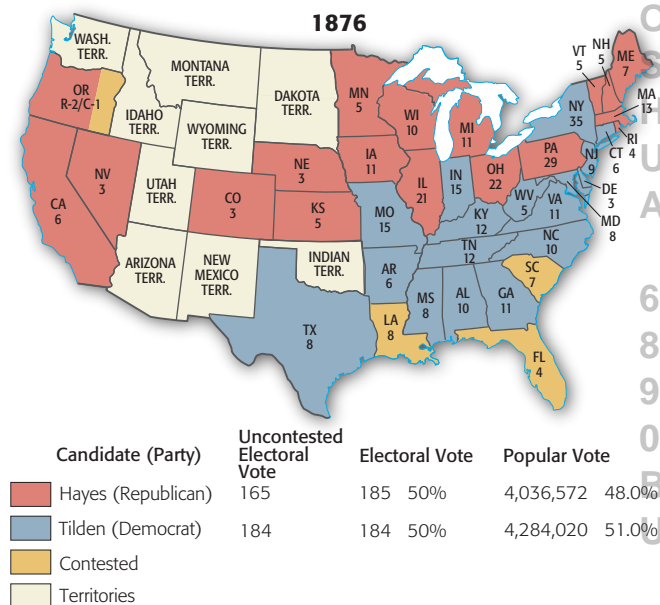 1876
WASH.
TERR.
MONTANA
TERR.
DAKOTA
TERR.
OR
R-2/C-1
IDAHO
TERR.
WYOMING
TERR.
UTAH
TERR.
ARIZONA
TERR.
NEW
MEXICO
TERR.
INDIAN
TERR.
CA
6
NV
3
CO
3
NE
3
KS
5
MN
5
IA
11
WI
10
MI
11
IL
21
IN
15
OH
22
PA
29
NY
35
VT
5
NH
5
ME
7
MA
13
RI
4
CT
6
NJ
9
DE
3
MD
8
WV
5
VA
11
KY
12
NC
10
TN
12
SC
7
MO
15
AR
6
MS
8
AL
10
GA
11
LA
8
TX
8
FL
4
Candidate (Party) Uncontested Electoral Vote Electoral Vote Popular Vote
Hayes (Republican) 165 185 50% 4,036,572 48.0%
Tilden (Democrat) 184 184 50% 4,284,020 51.0%
Contested
Territories
6
8
9
0
B
U